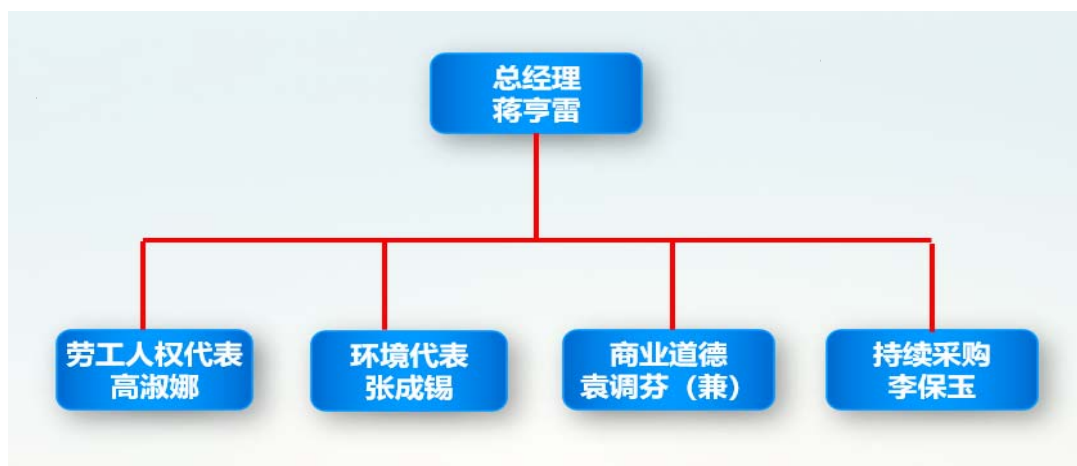 总经理
蒋亨雷
劳工人权代表
高淑娜
环境代表
张成锡
商业道德
袁调芬（兼）
持续采购
李保玉